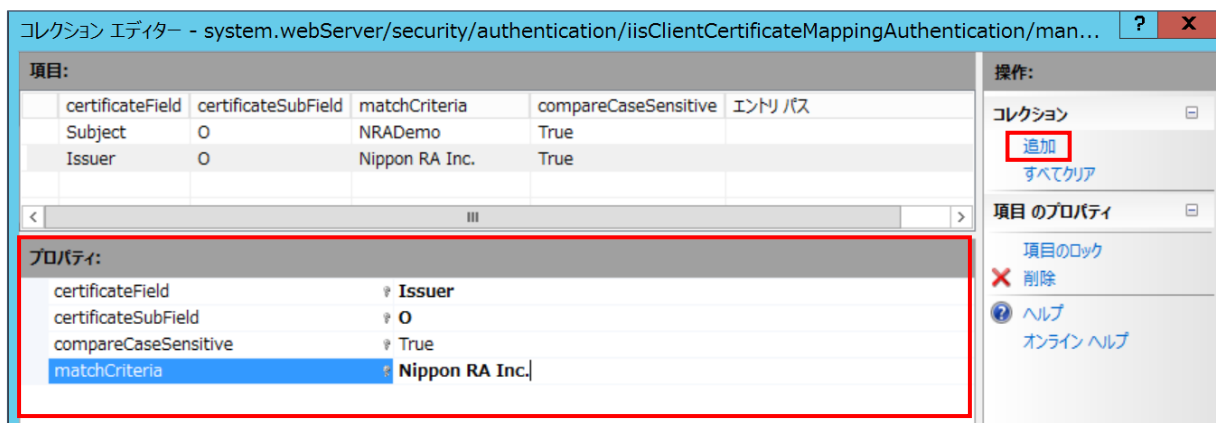 コレクション エディター - system.webServer/security/authentication/iisClientCertificateMappingAuthentication/man... ? X
項目:
certificateField certificateSubField matchCriteria compareCaseSensitive エントリ パス
Subject O NRADemo True
Issuer O Nippon RA Inc. True
プロパティ:
certificateField Issuer
certificateSubField O
compareCaseSensitive True
matchCriteria Nippon RA Inc.
操作:
コレクション
追加
すべてクリア
項目 のプロパティ
項目のロック
削除
ヘルプ
オンライン ヘルプ